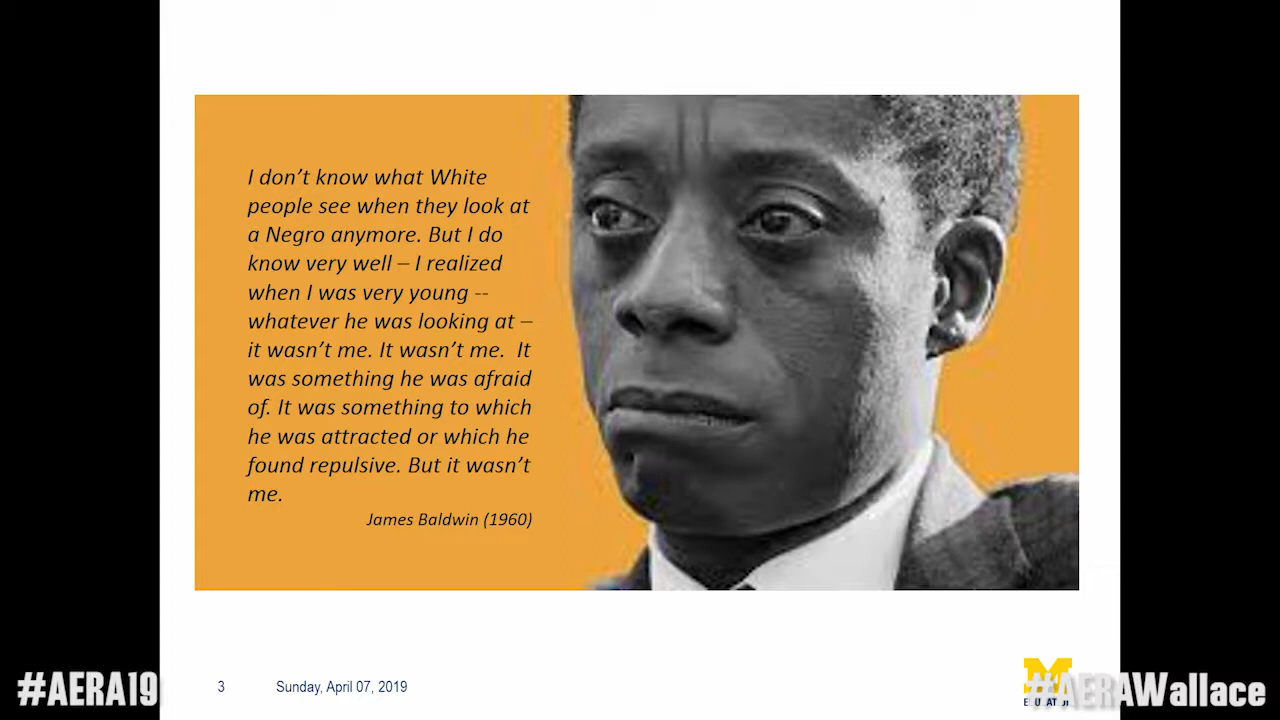 I don't know what White
people see when they look at
a Negro anymore. But I do
know very well – I realized
when I was very young --
whatever he was looking at –
it wasn't me. It wasn't me.  It
was something he was afraid
of. It was something to which
he was attracted or which he
found repulsive. But it wasn't
me.
James Baldwin (1960)
3 Sunday, April 07, 2019
M
#AERA19 #AERAWallace